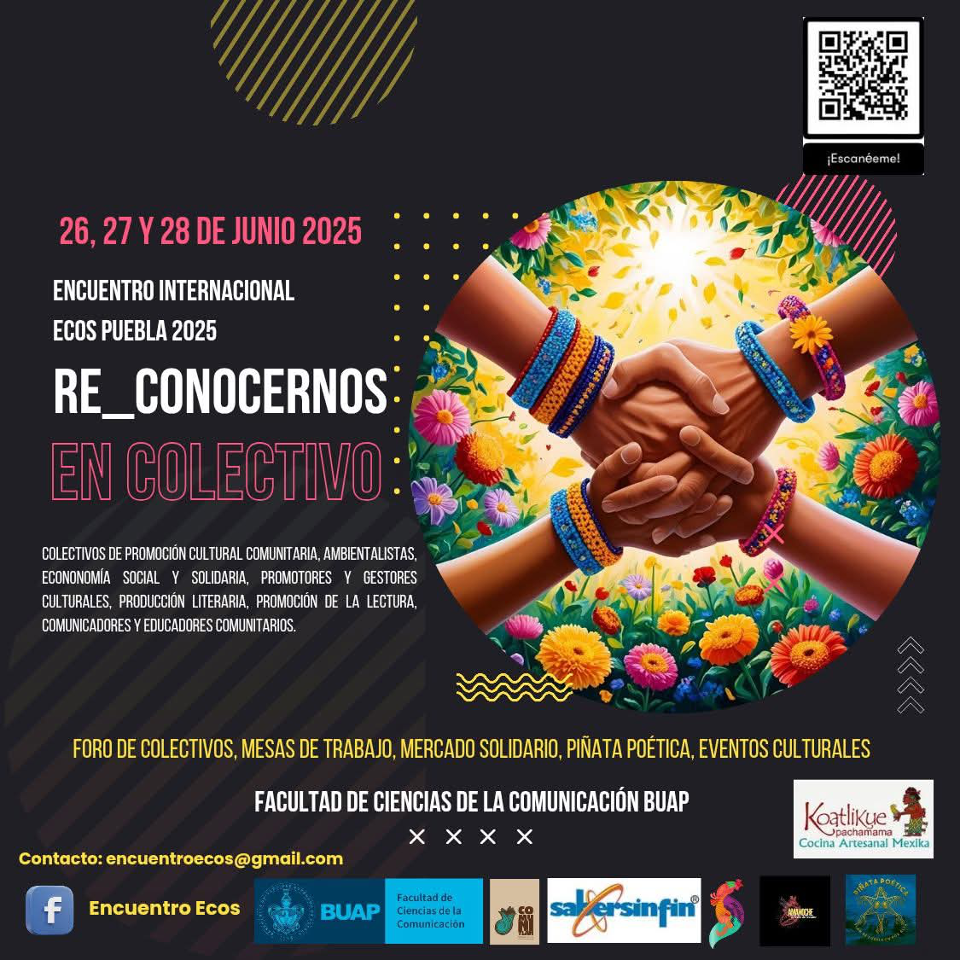 ¡Escanéeme!
26, 27 Y 28 DE JUNIO 2025
ENCUENTRO INTERNACIONAL
ECOS PUEBLA 2025
RE_CONOCERNOS
EN COLECTIVO
COLECTIVOS DE PROMOCIÓN CULTURAL COMUNITARIA, AMBIENTALISTAS,
ECONONOMÍA SOCIAL Y SOLIDARIA, PROMOTORES Y GESTORES
CULTURALES, PRODUCCIÓN LITERARIA, PROMOCIÓN DE LA LECTURA,
COMUNICADORES Y EDUCADORES COMUNITARIOS.
FORO DE COLECTIVOS, MESAS DE TRABAJO, MERCADO SOLIDARIO, PIÑATA POÉTICA, EVENTOS CULTURALES
FACULTAD DE CIENCIAS DE LA COMUNICACIÓN BUAP
Koatlikue
pachamama
Cocina Artesanal Mexika
Contacto: encuentroecos@gmail.com
Encuentro Ecos
BUAP
Facultad de
Ciencias de la
Comunicación
CO
MU
NI
sabersinfin®
PIÑATA POÉTICA